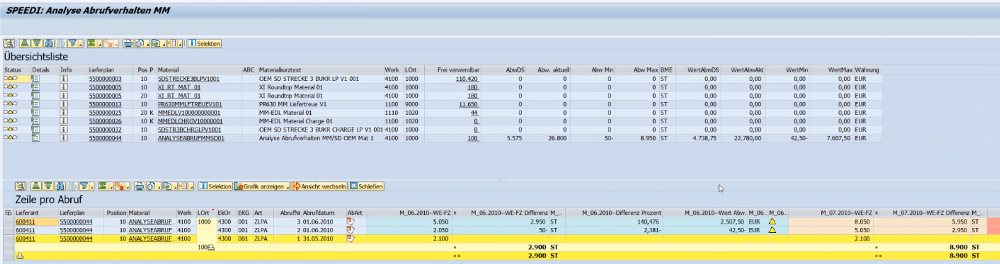 SPEEDI: Analyse Abrufverhalten MM
Selektion
Übersichtsliste
Status Details Info Lieferplan Pos P Material ABC Materialkurztext Werk LOrt Frei verwendbar AbwDS Abw. aktuell Abw Min Abw Max BME WertAbwDS WertAbwAkt WertMin WertMax Währung
5500000003 10 SDSTRECKE3BLPV1001 OEM SD STRECKE 3 BUKR LP V1 001 4100 1000 110.420 0 0 0 0 ST 0,00 0,00 0,00 0,00 EUR
5500000005 10 XI_RT_MAT_01 XI Roundtrip Material 01 4100 1000 180 0 0 0 0 ST 0,00 0,00 0,00 0,00 EUR
5500000005 20 XI_RT_MAT_01 XI Roundtrip Material 01 4100 1000 180 0 0 0 0 ST 0,00 0,00 0,00 0,00 EUR
5500000013 10 PR630MMLFTREUEV101 PR630 MM Liefertreue V1 1100 9000 11.650 0 0 0 0 ST 0,00 0,00 0,00 0,00 EUR
5500000025 20 K MMEDLV10000000001 MM-EDL Material 01 1110 1020 44 0 0 0 0 ST 0,00 0,00 0,00 0,00 EUR
5500000026 10 K MMEDLCHRGV10000001 MM-EDL Material Charge 01 1110 1020 0 0 0 0 0 ST 0,00 0,00 0,00 0,00 EUR
5500000032 10 SDSTR3BCHRGLPV1001 OEM SD STRECKE 3 BUKR CHARGE LP V1 001 4100 1000 0 0 0 0 0 ST 0,00 0,00 0,00 0,00 EUR
5500000044 10 ANALYSEABRUFMMSD01 Analyse Abrufverhalten MM/SD OEM Mat 1 4100 1000 100 5.575 26.800 50- 8.950 ST 4.738,75 22.780,00 42,50- 7.607,50 EUR
Selektion Grafik anzeigen Ansicht wechseln Schließen
Zeile pro Abruf
Lieferant Lieferplan Position Material Werk LOrt EkOr EKG Art AbrufNr Abrufdatum AbArt M_06.2010--WE-FZ M_06.2010--WE-FZ Differenz M_... M_06.2010--Differenz Prozent M_06.2010--Wert Abw. M_06... M_06... M_07.2010--WE-FZ M_07.2010--WE-FZ Differenz M_...
600411 5500000044 10 ANALYSEABRUF... 4100 1000 4300 001 ZLPA 3 01.06.2010 5.050 2.950 ST 140,476 2.507,50 EUR 8.050 5.950 ST
600411 5500000044 10 ANALYSEABRUF... 4100 4300 001 ZLPA 2 01.06.2010 2.050 50- ST 2,381- 42,50- EUR 5.050 2.950 ST
600411 5500000044 10 ANALYSEABRUF... 4100 4300 001 ZLPA 1 31.05.2010 2.100 2.100
100 2.900 ST 8.900 ST
2.900 ST 8.900 ST